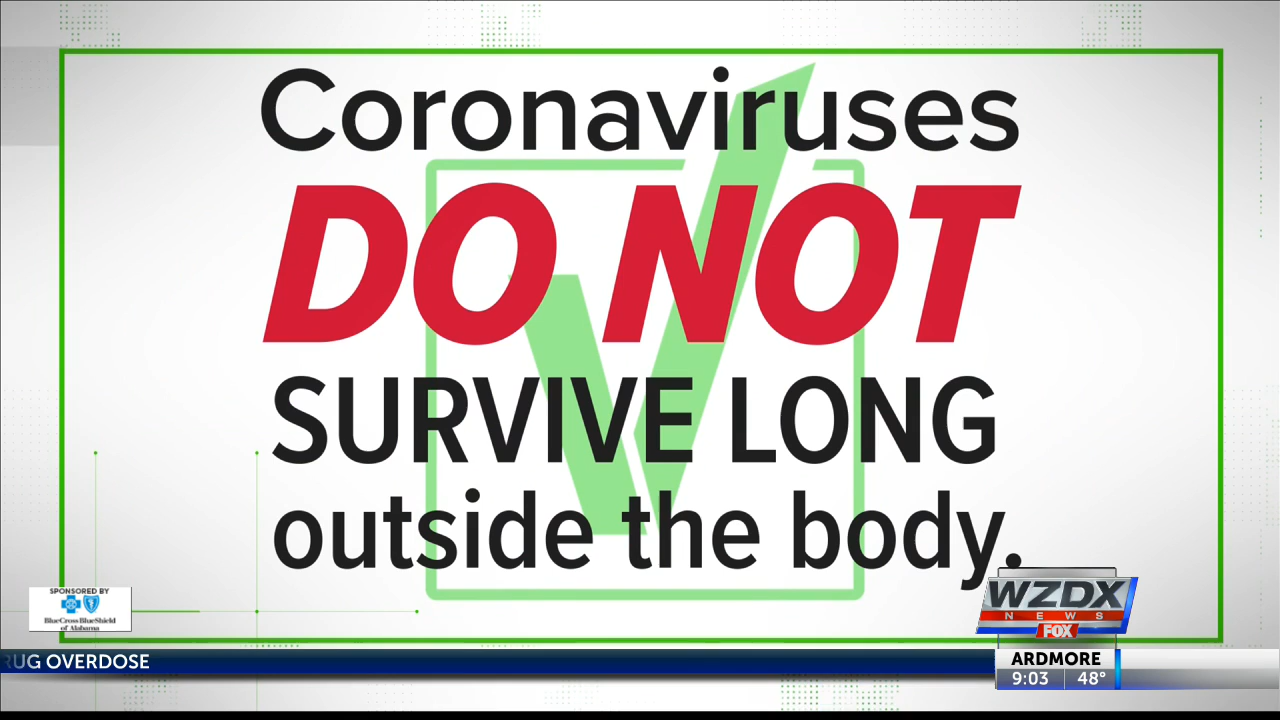 Coronaviruses
DO NOT
SURVIVE LONG
outside the body.
SPONSORED BY
BlueCross BlueShield
of Alabama
WZDX
NEWS
FOX
RUG OVERDOSE
ARDMORE
9:03 48°